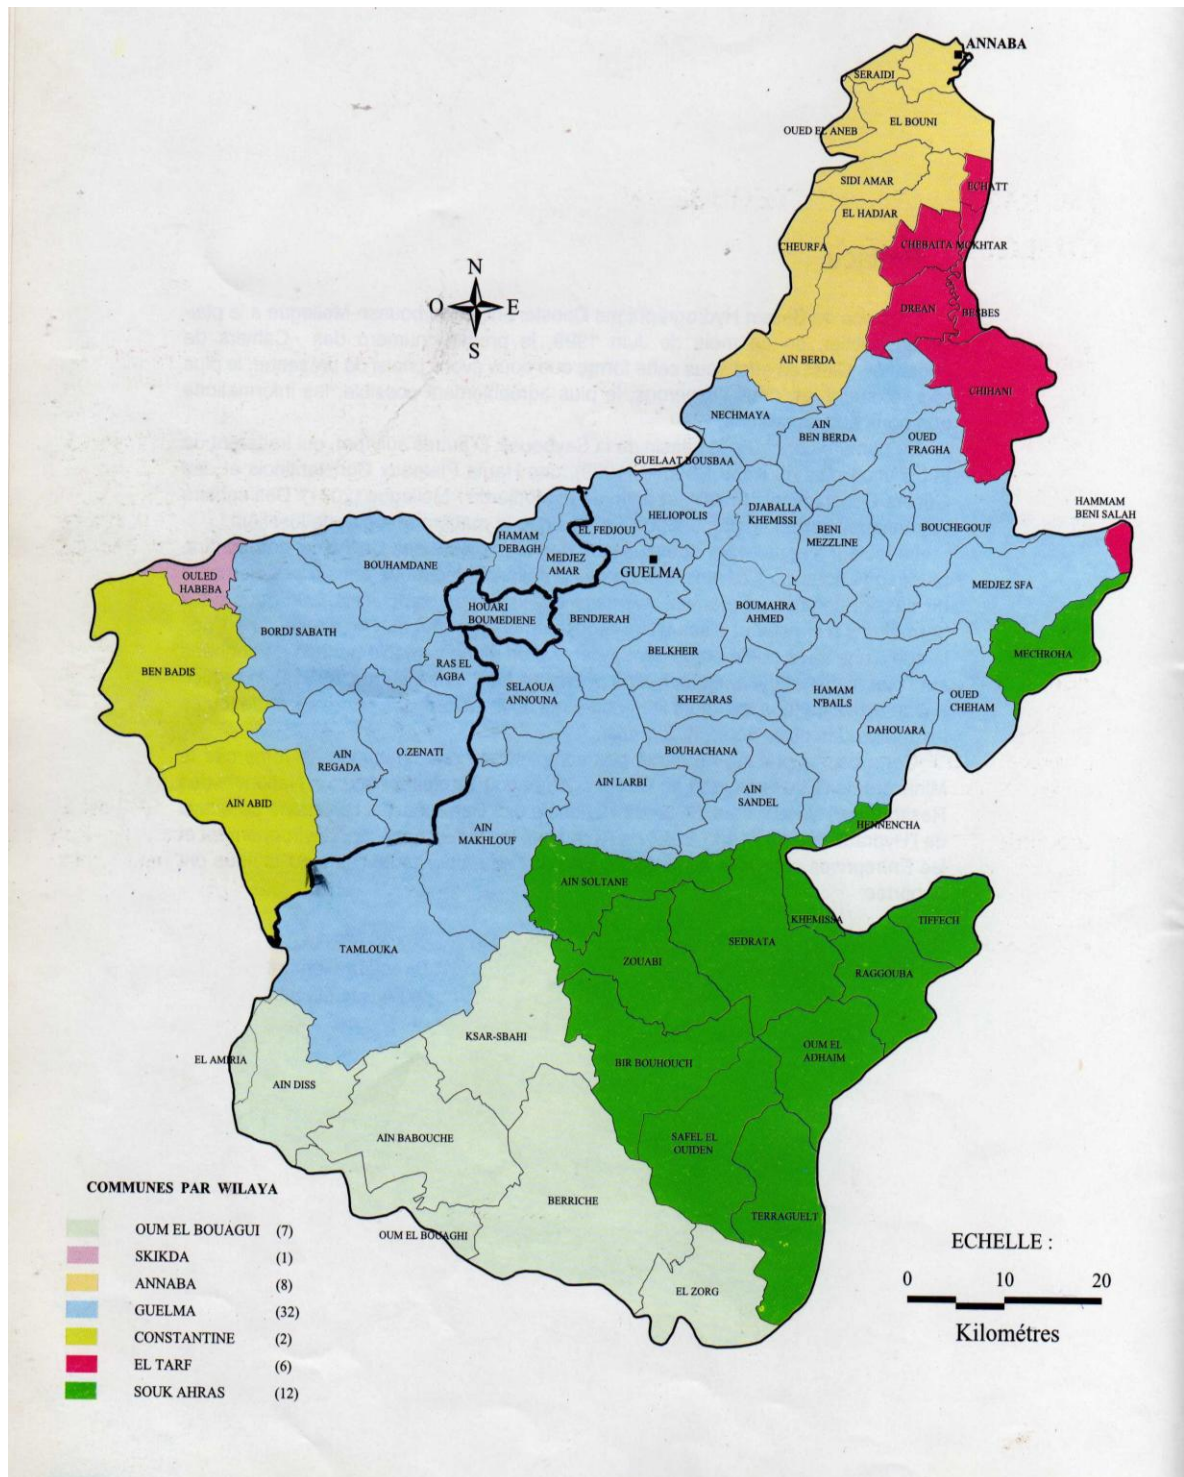 ANNABA
SERAIDI
EL BOUNI
OUED EL ANEB
SIDI AMAR
ECHATT
EL HADJAR
CHEURFA
CHEBAITA MOKHTAR
N
O
E
S
DREAN
BESBES
AIN BERDA
CHIHANI
NECHMAYA
AIN
BEN BERDA
OUED
FRAGHA
GUELAAT BOUSBAA
HAMMAM
BENI SALAH
HELIOPOLIS
DJABALLA
KHEMISSI
EL FEDJOUJ
BENI
MEZZLINE
BOUCHEGOUF
HAMAM
DEBAGH
MEDJEZ
AMAR
BOUHAMDANE
OULED
HABEBA
GUELMA
MEDJEZ SFA
HOUARI
BOUMEDIENE
BENDJERAH
BOUMAHRA
AHMED
BORDJ SABATH
BEN BADIS
RAS EL
AGBA
BELKHEIR
MECHROHA
SELAOUA
ANNOUNA
KHEZARAS
HAMAM
N'BAILS
OUED
CHEHAM
DAHOUARA
AIN
REGADA
O.ZENATI
BOUHACHANA
AIN LARBI
AIN
SANDEL
AIN ABID
AIN
MAKHLOUF
HENNENCHA
AIN SOLTANE
KHEMISSA
TIFFECH
TAMLOUKA
SEDRATA
ZOUABI
RAGGOUBA
KSAR-SBAHI
OUM EL
ADHAIM
EL AMIRIA
BIR BOUHOUCH
AIN DISS
AIN BABOUCHE
SAFEL EL
OUIDEN
BERRICHE
TERRAGUELT
OUM EL BOUAGHI
EL ZORG
COMMUNES PAR WILAYA
OUM EL BOUAGUI (7)
SKIKDA (1)
ANNABA (8)
GUELMA (32)
CONSTANTINE (2)
EL TARF (6)
SOUK AHRAS (12)
ECHELLE :
0 10 20
Kilométres